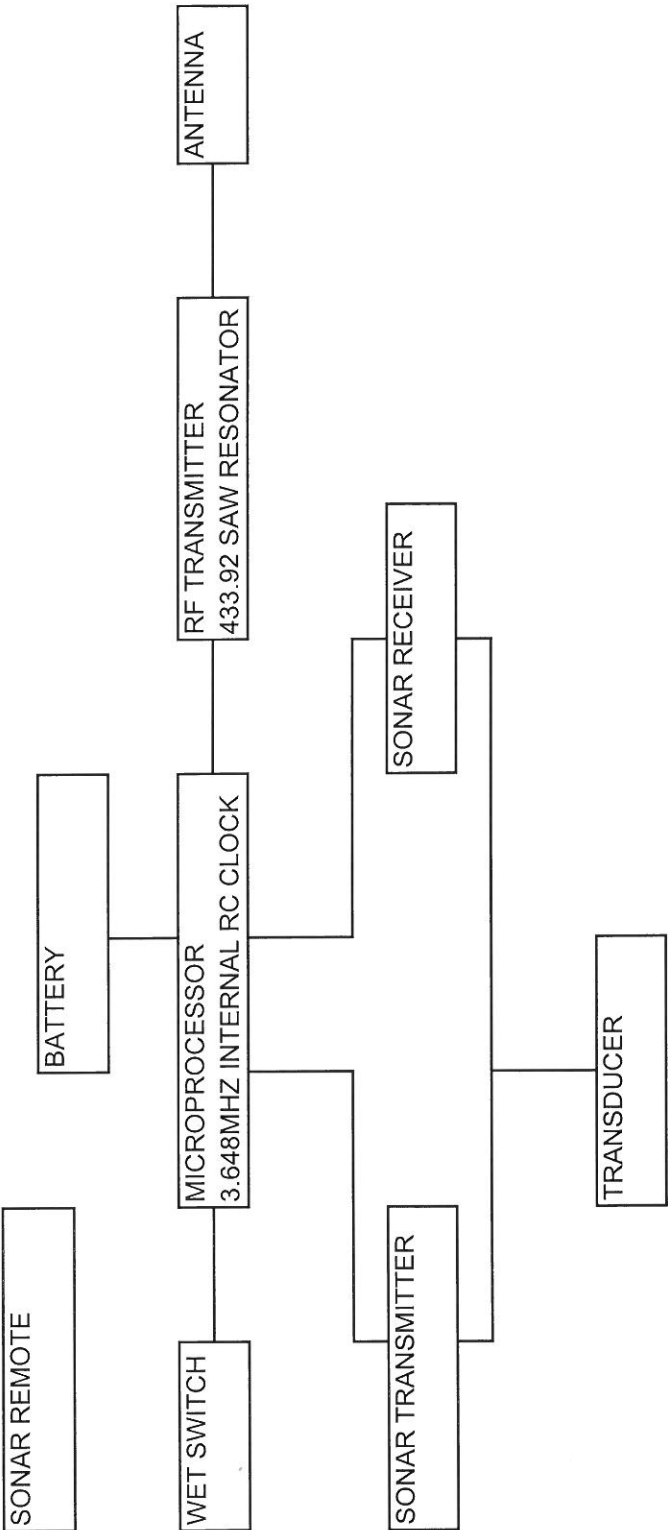 SONAR REMOTE
BATTERY
WET SWITCH
MICROPROCESSOR
3.648MHZ INTERNAL RC CLOCK
RF TRANSMITTER
433.92 SAW RESONATOR
ANTENNA
SONAR TRANSMITTER
SONAR RECEIVER
TRANSDUCER